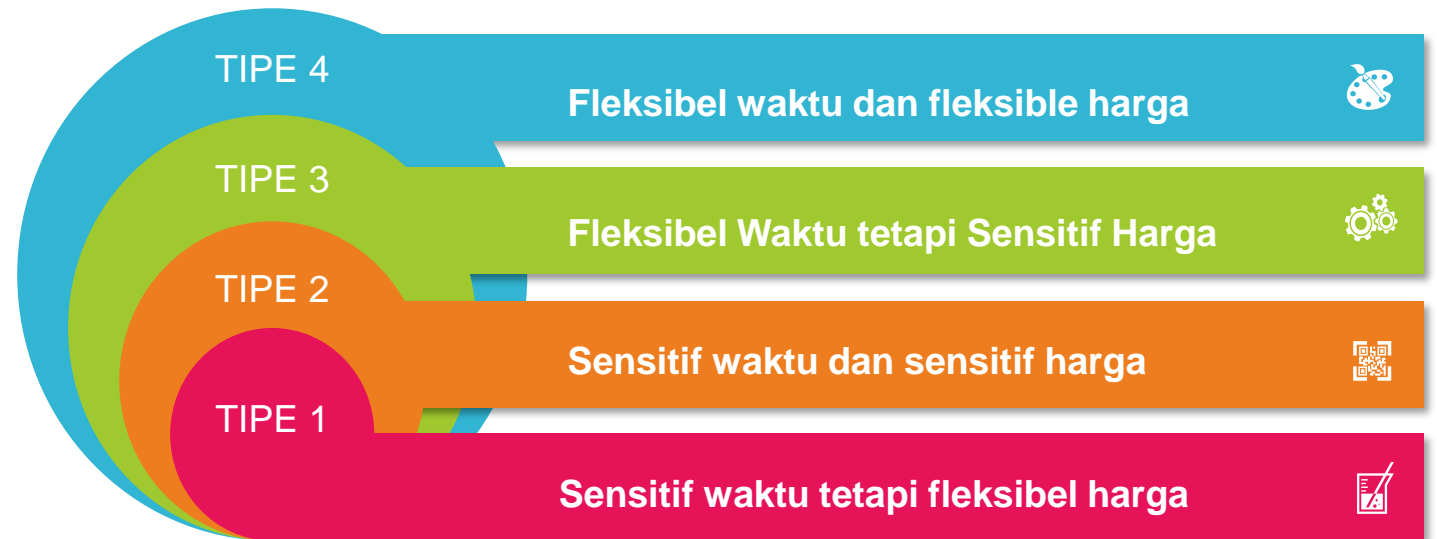 TIPE 4
Fleksibel waktu dan fleksible harga
TIPE 3
Fleksibel Waktu tetapi Sensitif Harga
TIPE 2
Sensitif waktu dan sensitif harga
TIPE 1
Sensitif waktu tetapi fleksibel harga